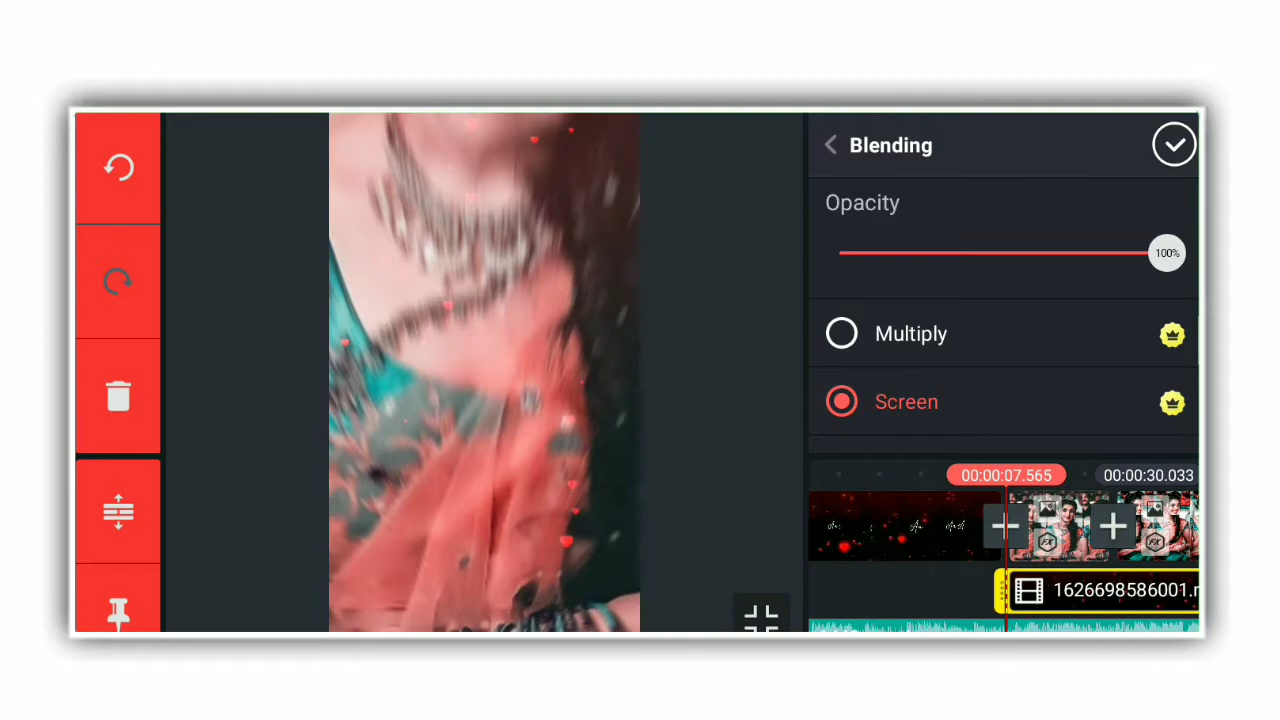 Blending
Opacity
100%
Multiply
Screen
00:00:07.565
00:00:30.033
1626698586001.